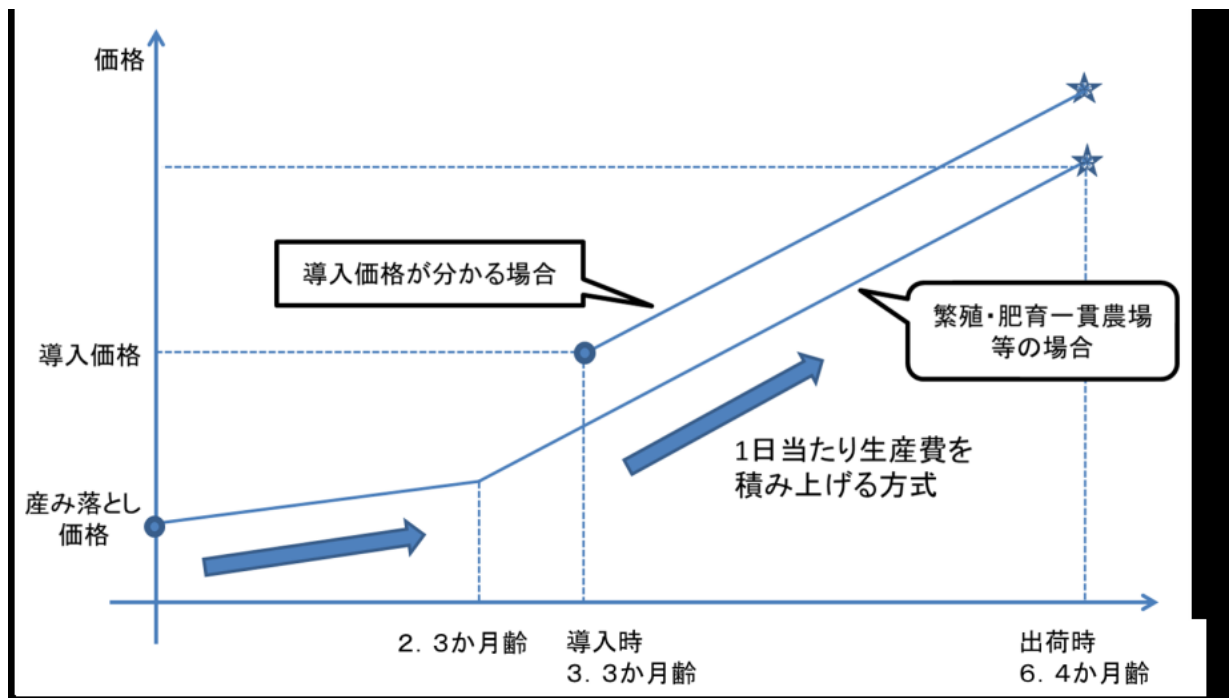 価格
導入価格が分かる場合
繁殖・肥育一貫農場
等の場合
導入価格
1日当たり生産費を
積み上げる方式
産み落とし
価格
２．３か月齢
導入時
３．３か月齢
出荷時
６．４か月齢